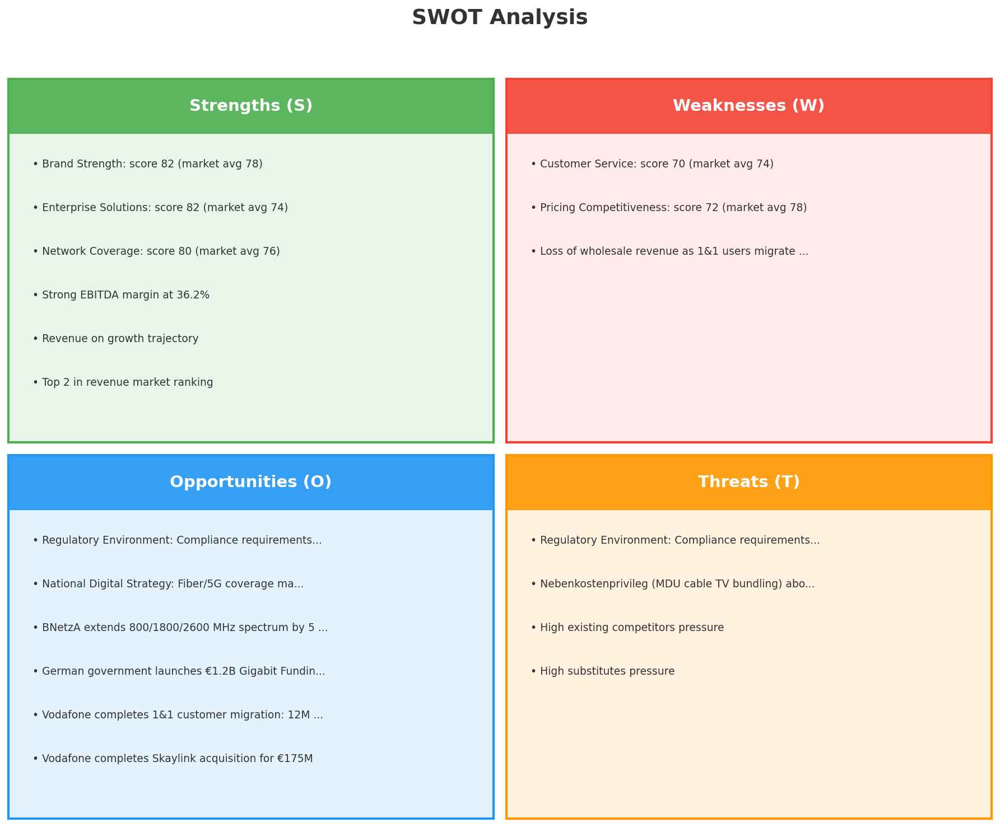 SWOT Analysis
Strengths (S)
• Brand Strength: score 82 (market avg 78)
• Enterprise Solutions: score 82 (market avg 74)
• Network Coverage: score 80 (market avg 76)
• Strong EBITDA margin at 36.2%
• Revenue on growth trajectory
• Top 2 in revenue market ranking
Weaknesses (W)
• Customer Service: score 70 (market avg 74)
• Pricing Competitiveness: score 72 (market avg 78)
• Loss of wholesale revenue as 1&1 users migrate ...
Opportunities (O)
• Regulatory Environment: Compliance requirements...
• National Digital Strategy: Fiber/5G coverage ma...
• BNetzA extends 800/1800/2600 MHz spectrum by 5 ...
• German government launches €1.2B Gigabit Fundin...
• Vodafone completes 1&1 customer migration: 12M ...
• Vodafone completes Skaylink acquisition for €175M
Threats (T)
• Regulatory Environment: Compliance requirements...
• Nebenkostenprivileg (MDU cable TV bundling) abo...
• High existing competitors pressure
• High substitutes pressure